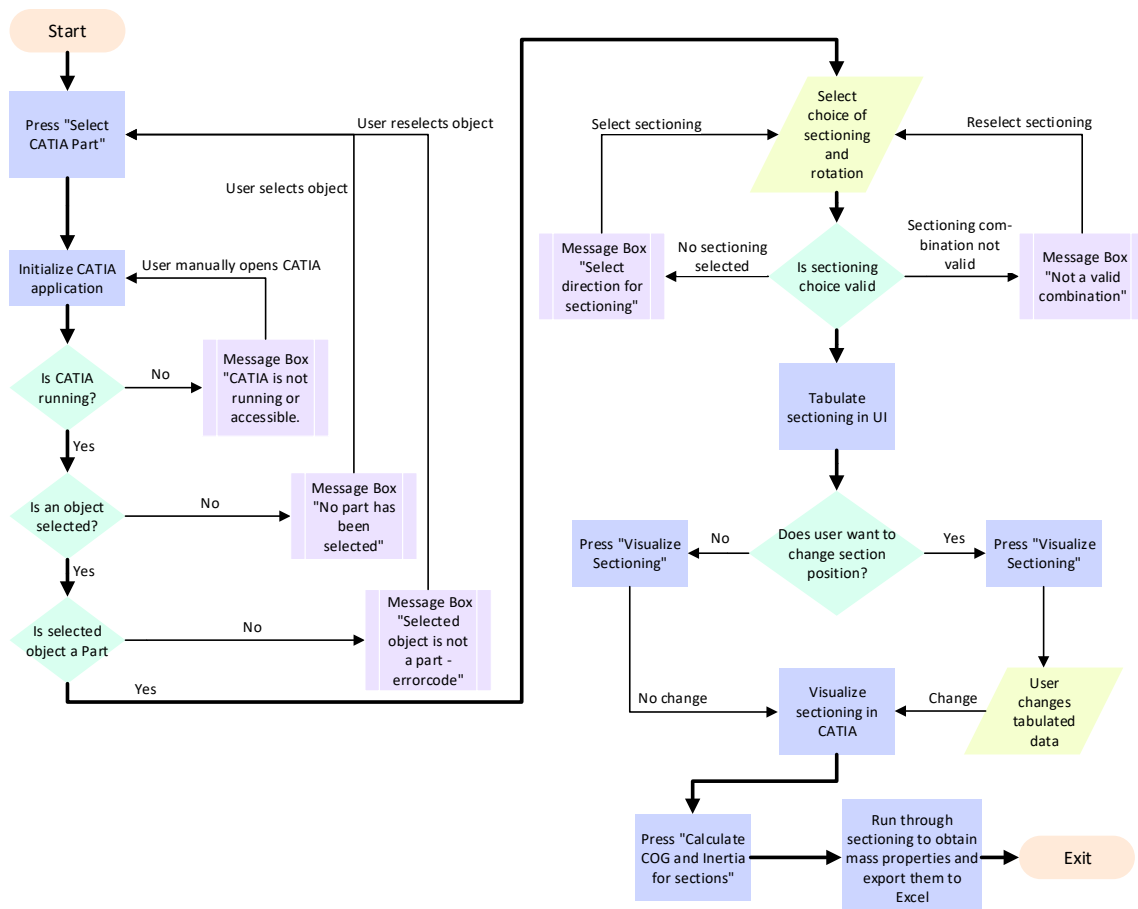 Start
Press "Select
CATIA Part"
User reselects object
User selects object
Initialize CATIA
application
User manually opens CATIA
Is CATIA
running?
No
Message Box
"CATIA is not
running or
accessible.
Yes
Is an object
selected?
No
Message Box
"No part has
been
selected"
Yes
Is selected
object a Part
No
Message Box
"Selected
object is not
a part -
errorcode"
Yes
Select
choice of
sectioning
and
rotation
Select sectioning
Reselect sectioning
Message Box
"Select
direction for
sectioning"
No sectioning
selected
Is sectioning
choice valid
Sectioning com-
bination not
valid
Message Box
"Not a valid
combination"
Tabulate
sectioning in UI
Does user want to
change section
position?
No
Press "Visualize
Sectioning"
Yes
Press "Visualize
Sectioning"
No change
Visualize
sectioning in
CATIA
Change
User
changes
tabulated
data
Press "Calculate
COG and Inertia
for sections"
Run through
sectioning to obtain
mass properties and
export them to
Excel
Exit